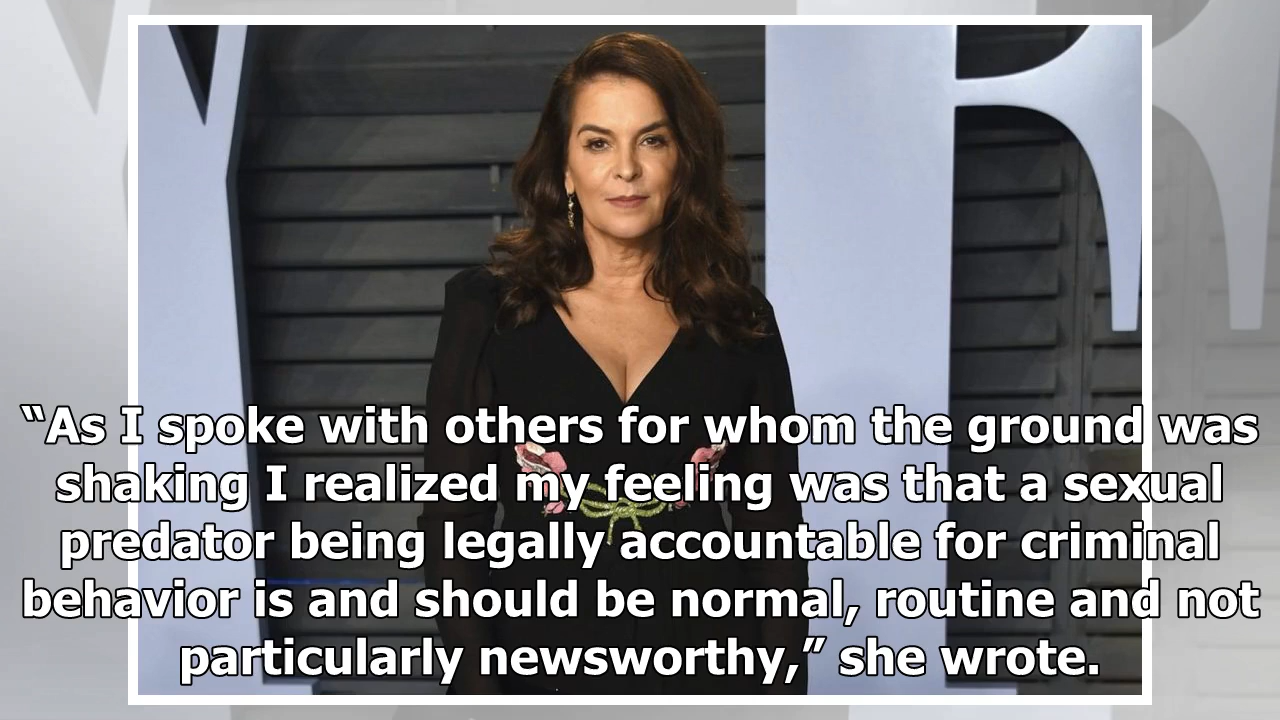 “As I spoke with others for whom the ground was
shaking I realized my feeling was that a sexual
predator being legally accountable for criminal
behavior is and should be normal, routine and not
particularly newsworthy,” she wrote.